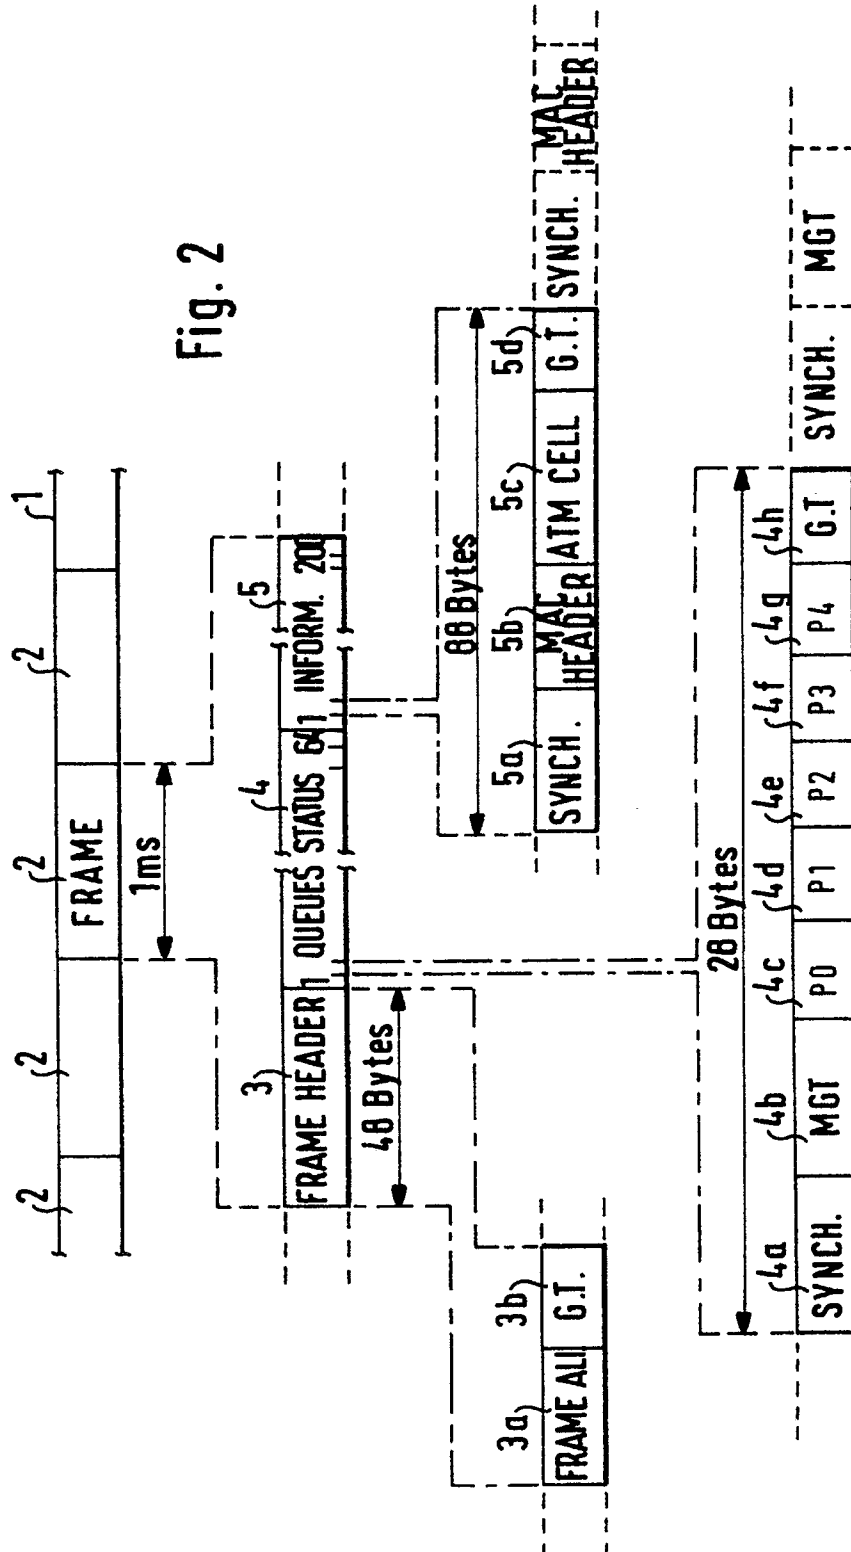 Fig. 2
2 2 2 2 1
FRAME
1ms
3 4 5
FRAME HEADER 1 QUEUES STATUS 64 1 INFORM. 200
48 Bytes
88 Bytes
3a 3b
FRAME ALI G.T.
5a 5b 5c 5d
SYNCH. MAC HEADER ATM CELL G.T. SYNCH. MAC HEADER
28 Bytes
4a 4b 4c 4d 4e 4f 4g 4h
SYNCH. MGT P0 P1 P2 P3 P4 G.T SYNCH. MGT